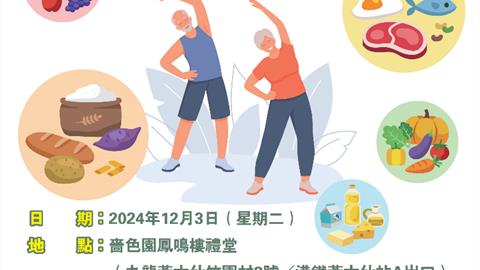 日　　期：2024年12月3日（星期二）
地　　點：嗇色園鳳鳴樓禮堂
（九龍黃大仙竹園村2號／港鐵黃大仙站A出口）